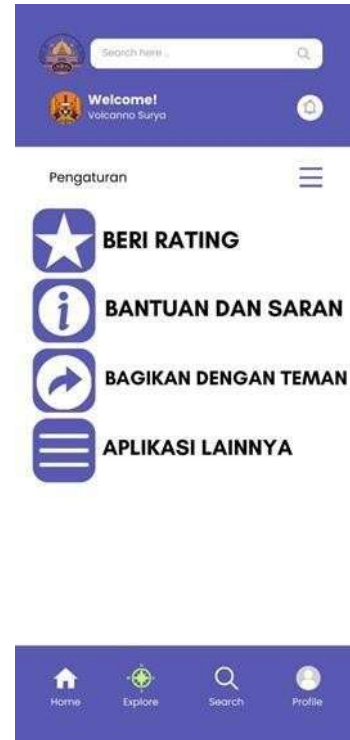 Search here ..
Welcome!
Volcanno Surya
Pengaturan
BERI RATING
BANTUAN DAN SARAN
BAGIKAN DENGAN TEMAN
APLIKASI LAINNYA
Home Explore Search Profile